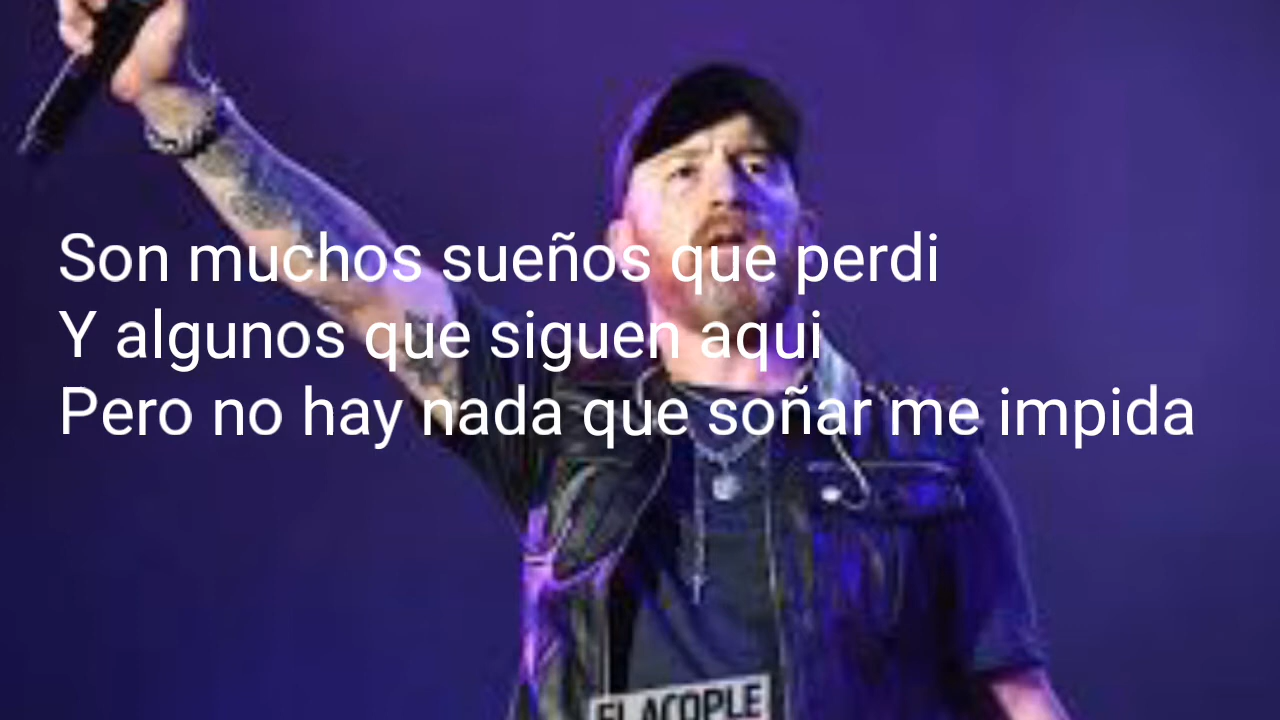 Son muchos sueños que perdi
Y algunos que siguen aqui
Pero no hay nada que soñar me impida
EL ACOPLE